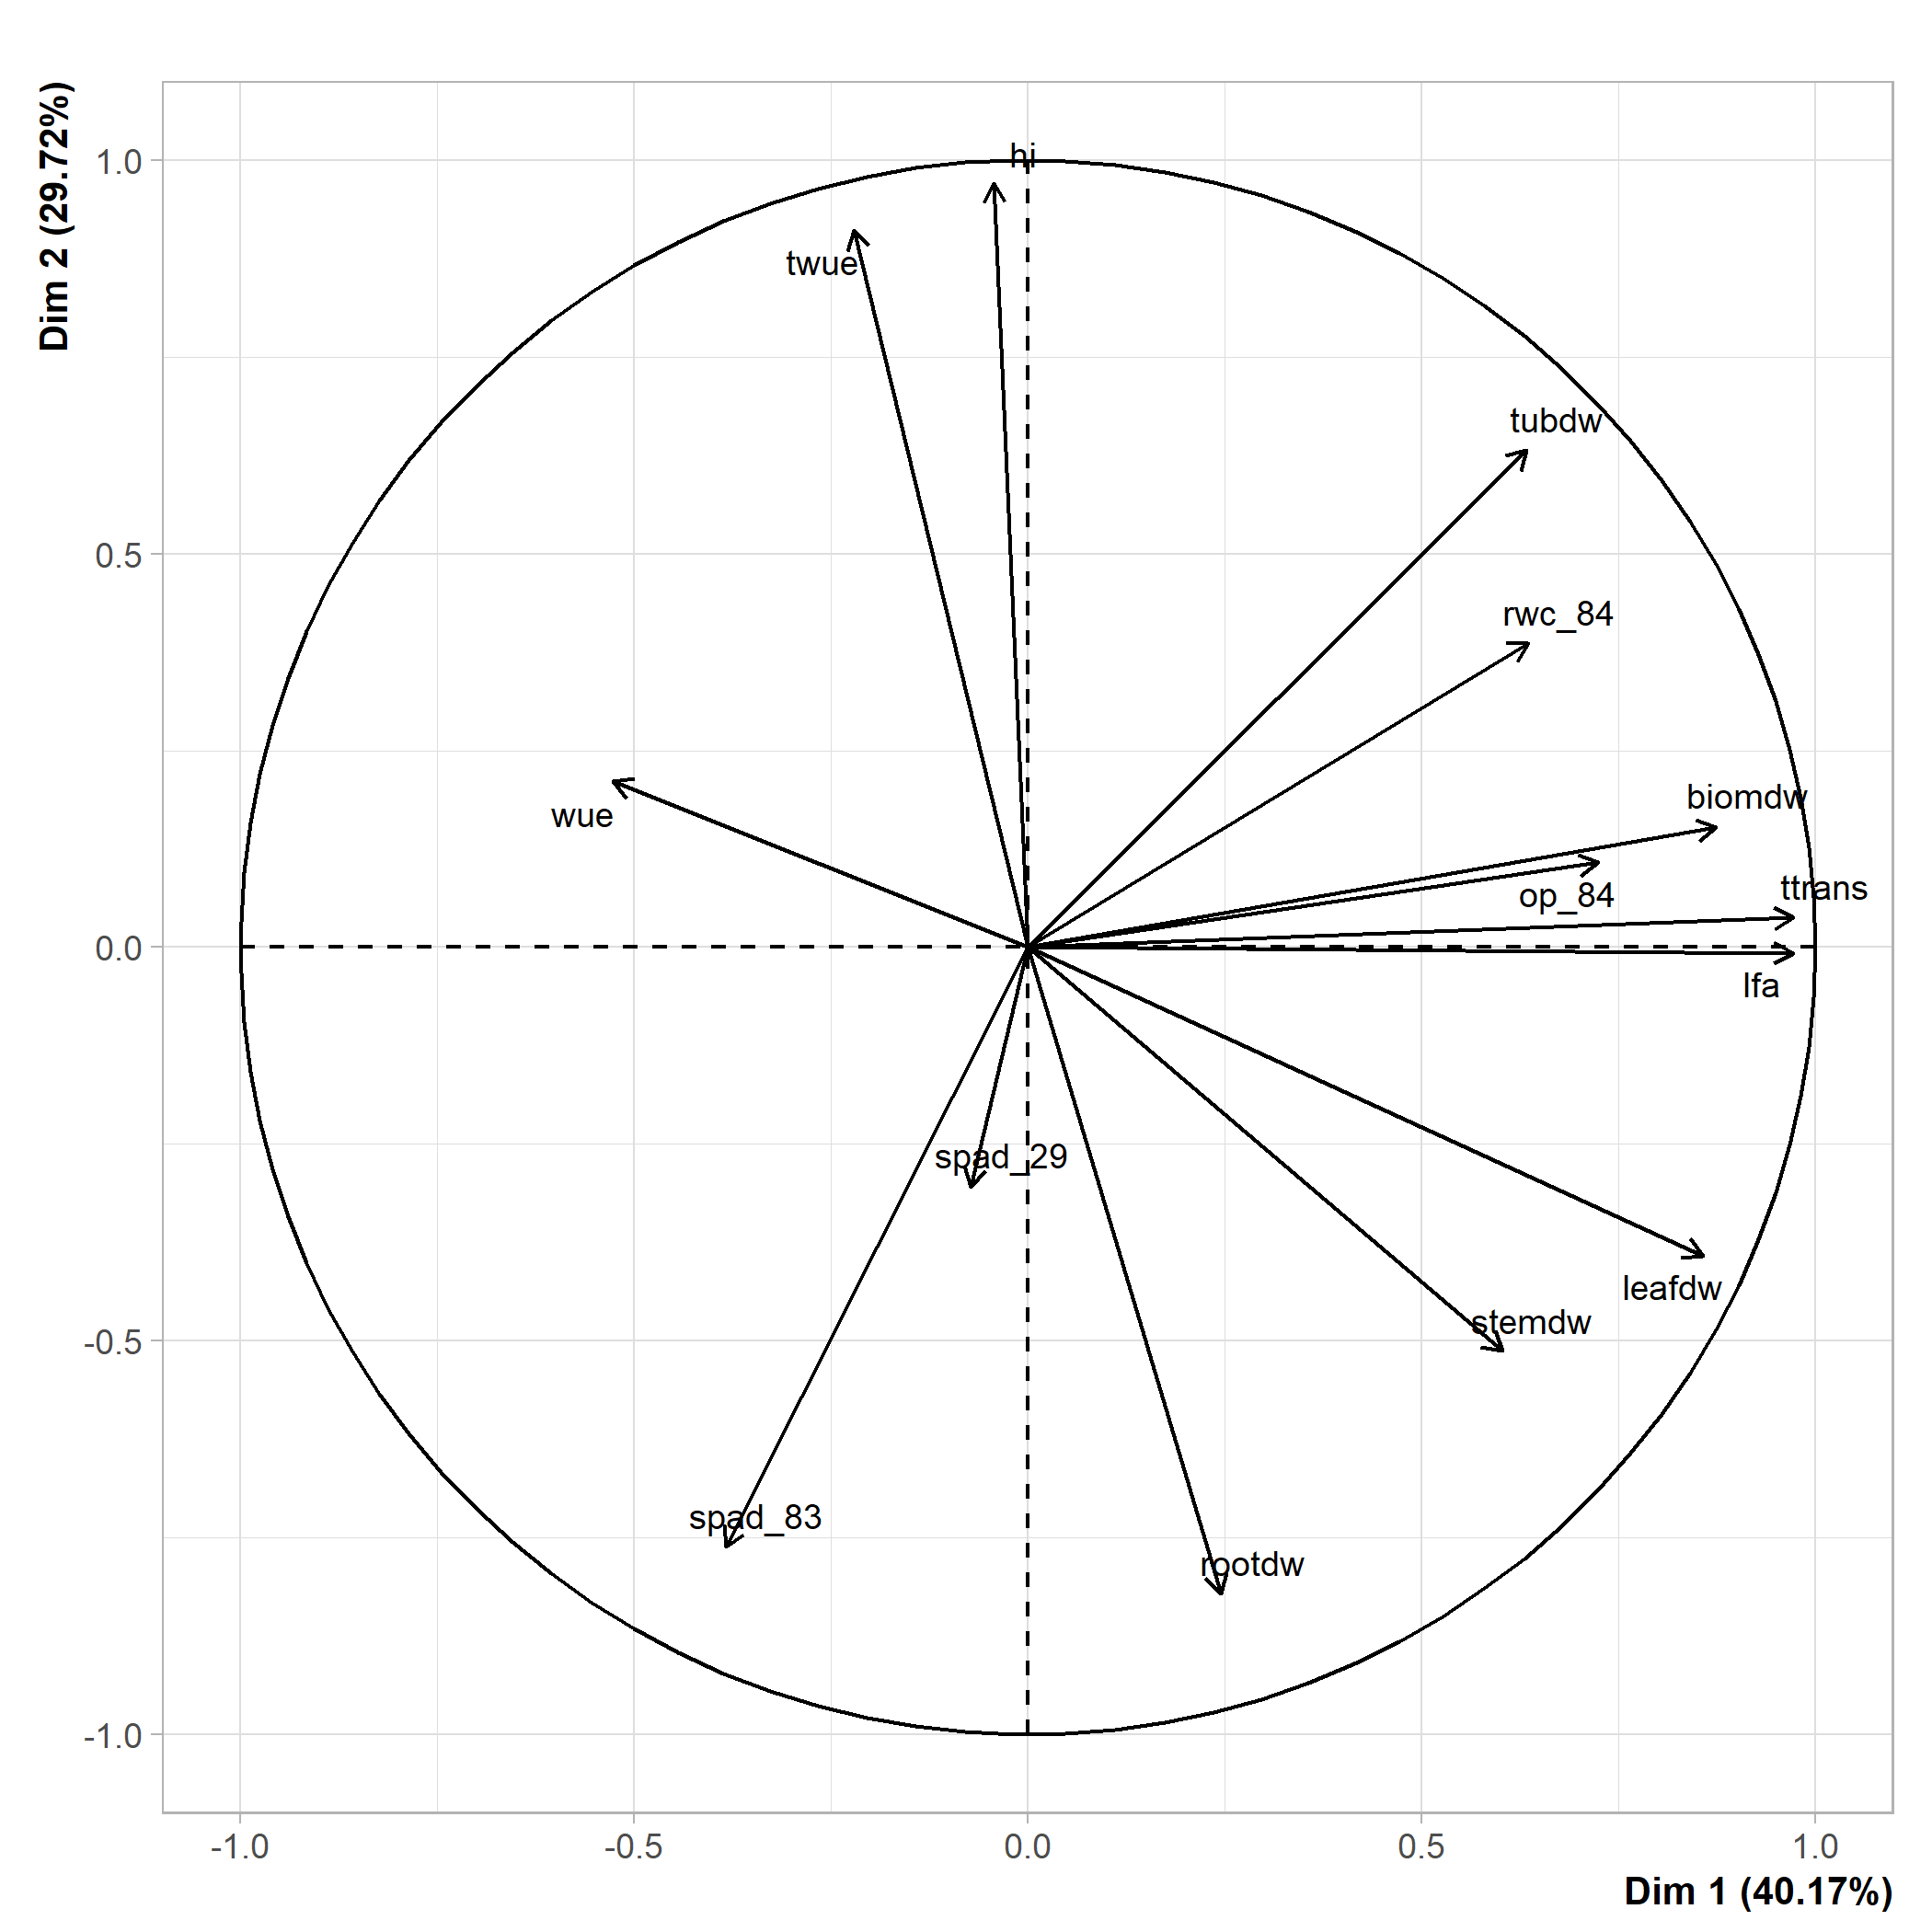 Dim 2 (29.72%)
1.0
0.5
0.0
-0.5
-1.0
hi
twue
tubdw
rwc_84
wue
biomdw
op_84
ttrans
lfa
spad_29
leafdw
stemdw
spad_83
rootdw
-1.0
-0.5
0.0
0.5
1.0
Dim 1 (40.17%)